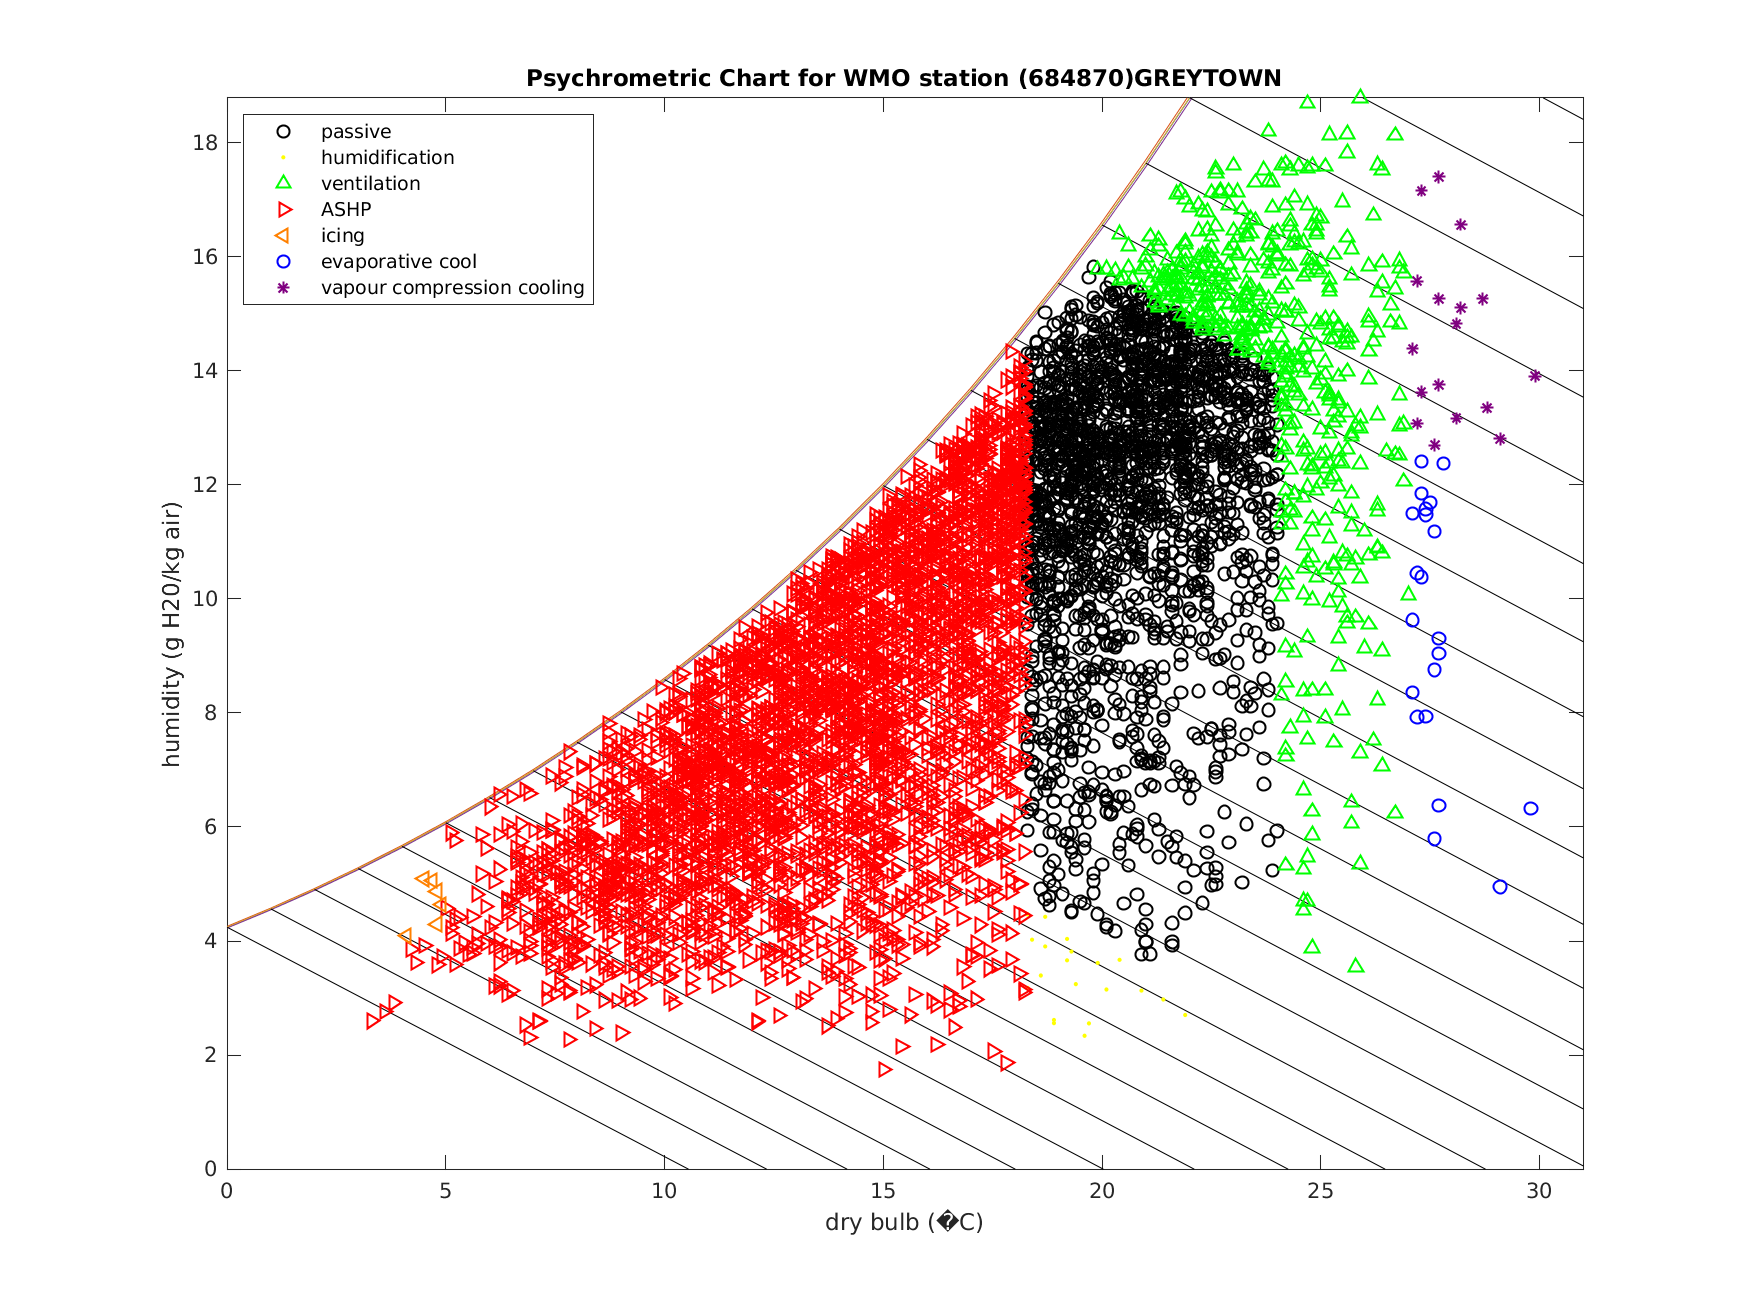 Psychrometric Chart for WMO station (684870)GREYTOWN
passive
humidification
ventilation
ASHP
icing
evaporative cool
vapour compression cooling
18
16
14
12
10
8
6
4
2
0
humidity (g H20/kg air)
0 5 10 15 20 25 30
dry bulb (�C)